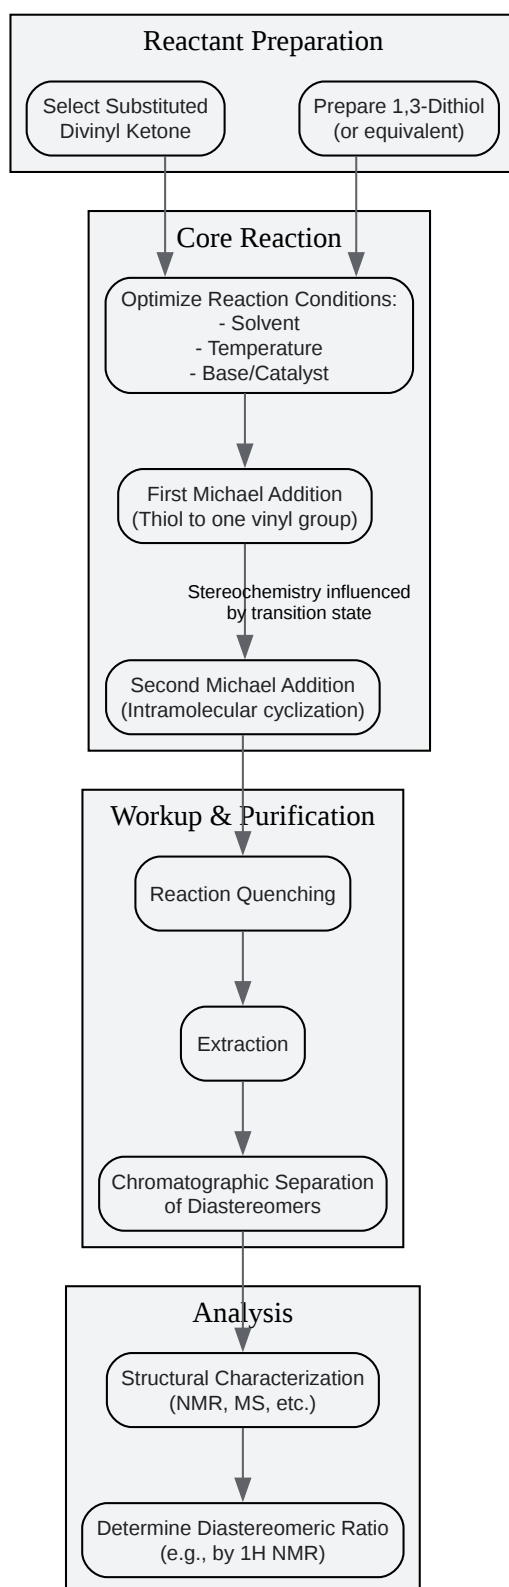 Reactant Preparation
Select Substituted
Divinyl Ketone
Prepare 1,3-Dithiol
(or equivalent)
Core Reaction
Optimize Reaction Conditions:
- Solvent
- Temperature
- Base/Catalyst
First Michael Addition
(Thiol to one vinyl group)
Stereochemistry influenced
by transition state
Second Michael Addition
(Intramolecular cyclization)
Workup & Purification
Reaction Quenching
Extraction
Chromatographic Separation
of Diastereomers
Analysis
Structural Characterization
(NMR, MS, etc.)
Determine Diastereomeric Ratio
(e.g., by 1H NMR)